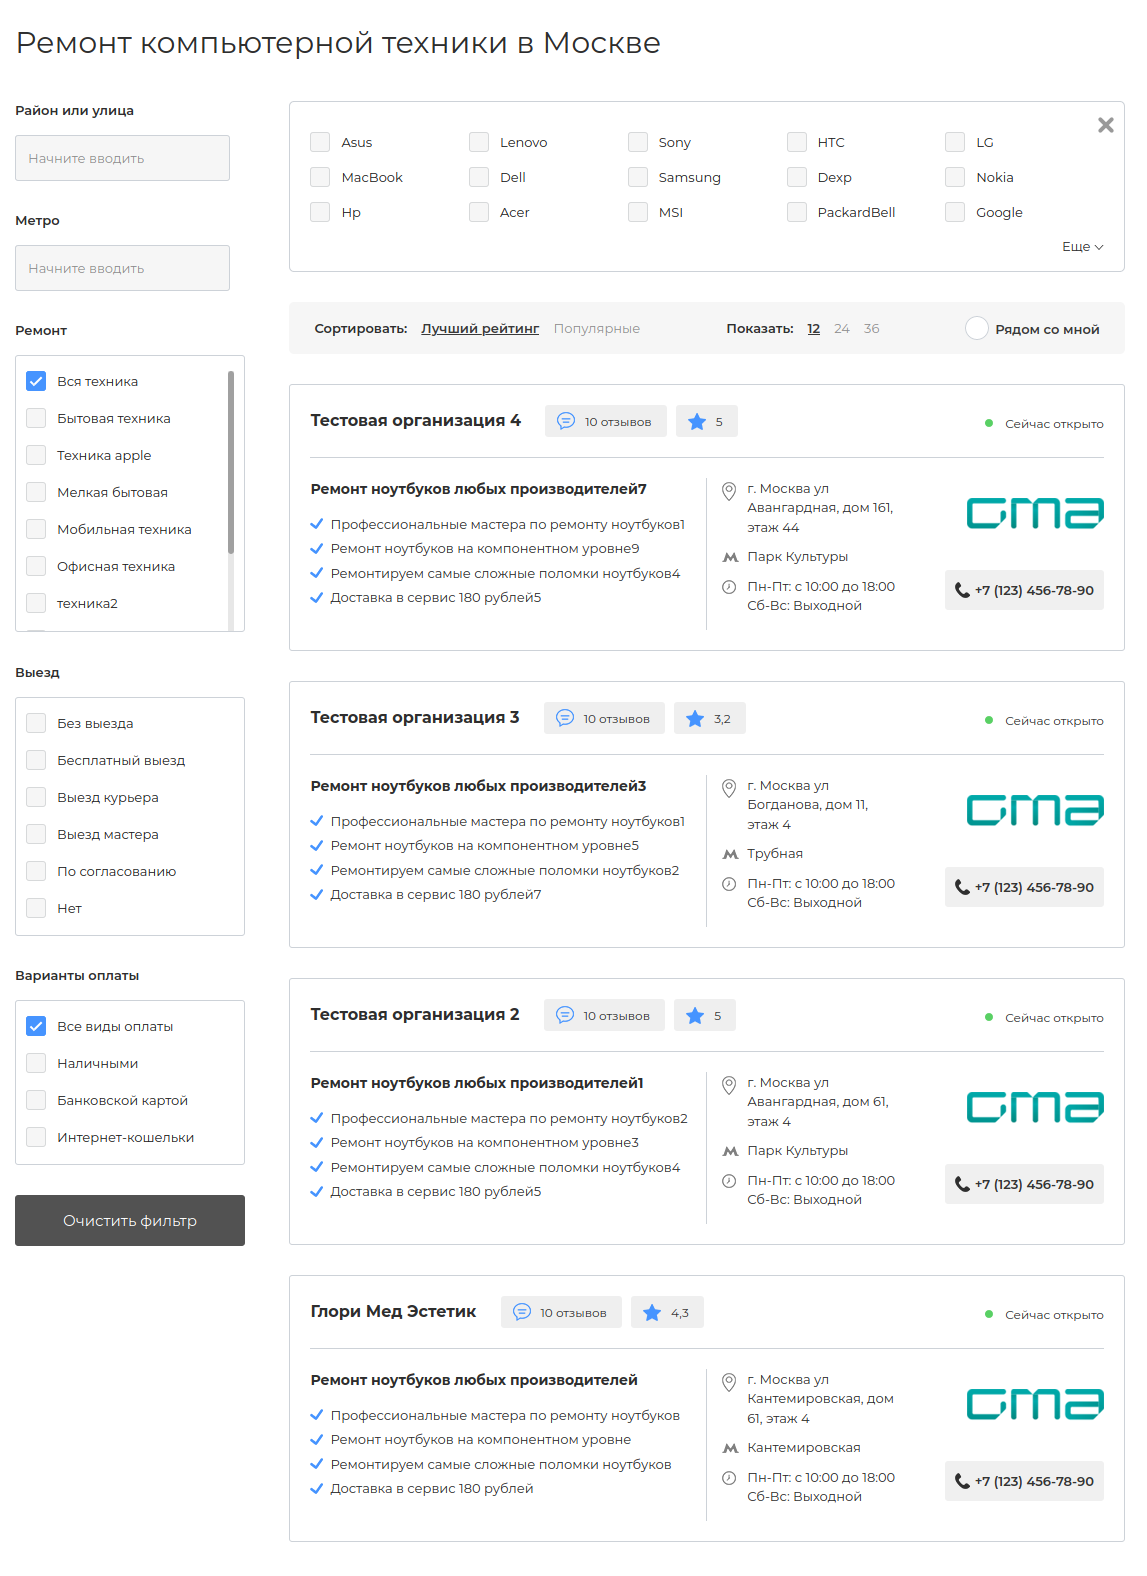 Ремонт компьютерной техники в Москве
Район или улица
Начните вводить
Метро
Начните вводить
Ремонт
Вся техника
Бытовая техника
Техника apple
Мелкая бытовая
Мобильная техника
Офисная техника
техника2
Выезд
Без выезда
Бесплатный выезд
Выезд курьера
Выезд мастера
По согласованию
Нет
Варианты оплаты
Все виды оплаты
Наличными
Банковской картой
Интернет-кошельки
Очистить фильтр
Asus Lenovo Sony HTC LG
MacBook Dell Samsung Dexp Nokia
Hp Acer MSI PackardBell Google
Еще
Сортировать: Лучший рейтинг Популярные Показать: 12 24 36 Рядом со мной
Тестовая организация 4 10 отзывов 5 Сейчас открыто
Ремонт ноутбуков любых производителей7
Профессиональные мастера по ремонту ноутбуков1
Ремонт ноутбуков на компонентном уровне9
Ремонтируем самые сложные поломки ноутбуков4
Доставка в сервис 180 рублей5
г. Москва ул
Авангардная, дом 161,
этаж 44
Парк Культуры
Пн-Пт: с 10:00 до 18:00
Сб-Вс: Выходной
gma
+7 (123) 456-78-90
Тестовая организация 3 10 отзывов 3,2 Сейчас открыто
Ремонт ноутбуков любых производителей3
Профессиональные мастера по ремонту ноутбуков1
Ремонт ноутбуков на компонентном уровне5
Ремонтируем самые сложные поломки ноутбуков2
Доставка в сервис 180 рублей7
г. Москва ул
Богданова, дом 11,
этаж 4
Трубная
Пн-Пт: с 10:00 до 18:00
Сб-Вс: Выходной
gma
+7 (123) 456-78-90
Тестовая организация 2 10 отзывов 5 Сейчас открыто
Ремонт ноутбуков любых производителей1
Профессиональные мастера по ремонту ноутбуков2
Ремонт ноутбуков на компонентном уровне3
Ремонтируем самые сложные поломки ноутбуков4
Доставка в сервис 180 рублей5
г. Москва ул
Авангардная, дом 61,
этаж 4
Парк Культуры
Пн-Пт: с 10:00 до 18:00
Сб-Вс: Выходной
gma
+7 (123) 456-78-90
Глори Мед Эстетик 10 отзывов 4,3 Сейчас открыто
Ремонт ноутбуков любых производителей
Профессиональные мастера по ремонту ноутбуков
Ремонт ноутбуков на компонентном уровне
Ремонтируем самые сложные поломки ноутбуков
Доставка в сервис 180 рублей
г. Москва ул
Кантемировская, дом
61, этаж 4
Кантемировская
Пн-Пт: с 10:00 до 18:00
Сб-Вс: Выходной
gma
+7 (123) 456-78-90